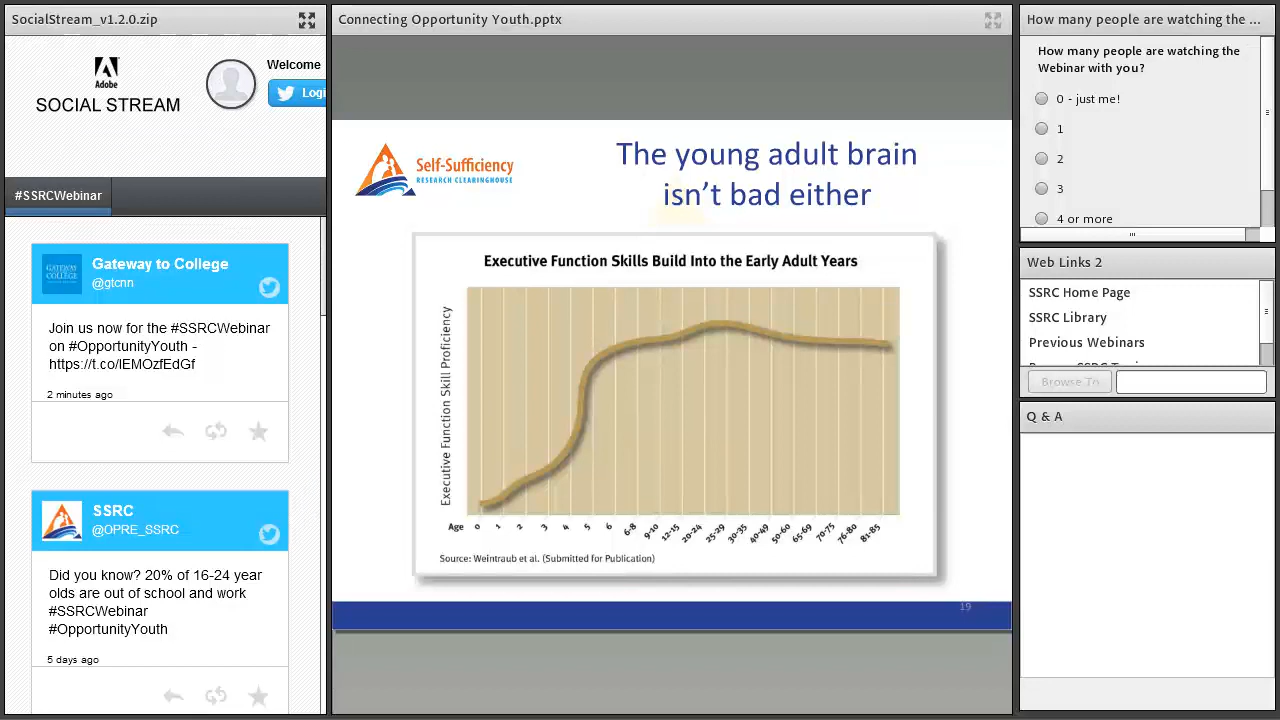 SocialStream_v1.2.0.zip
Adobe
SOCIAL STREAM
Welcome
Logi
#SSRCWebinar
Gateway to College
@gtcnn
GATEWAY
COLLEGE
Join us now for the #SSRCWebinar
on #OpportunityYouth -
https://t.co/lEMOzfEdGf
2 minutes ago
SSRC
@OPRE_SSRC
Did you know? 20% of 16-24 year
olds are out of school and work
#SSRCWebinar
#OpportunityYouth
5 days ago
Connecting Opportunity Youth.pptx
Self-Sufficiency
RESEARCH CLEARINGHOUSE
The young adult brain
isn't bad either
Executive Function Skills Build Into the Early Adult Years
Executive Function Skill Proficiency
Age 0 1 2 3 4 5 6 6-8 9-10 12-15 20-24 25-29 30-35 40-49 50-60 65-69 70-75 76-80 81-85
Source: Weintraub et al. (Submitted for Publication)
19
How many people are watching the ...
How many people are watching the
Webinar with you?
0 - just me!
1
2
3
4 or more
Web Links 2
SSRC Home Page
SSRC Library
Previous Webinars
Browse To
Q & A